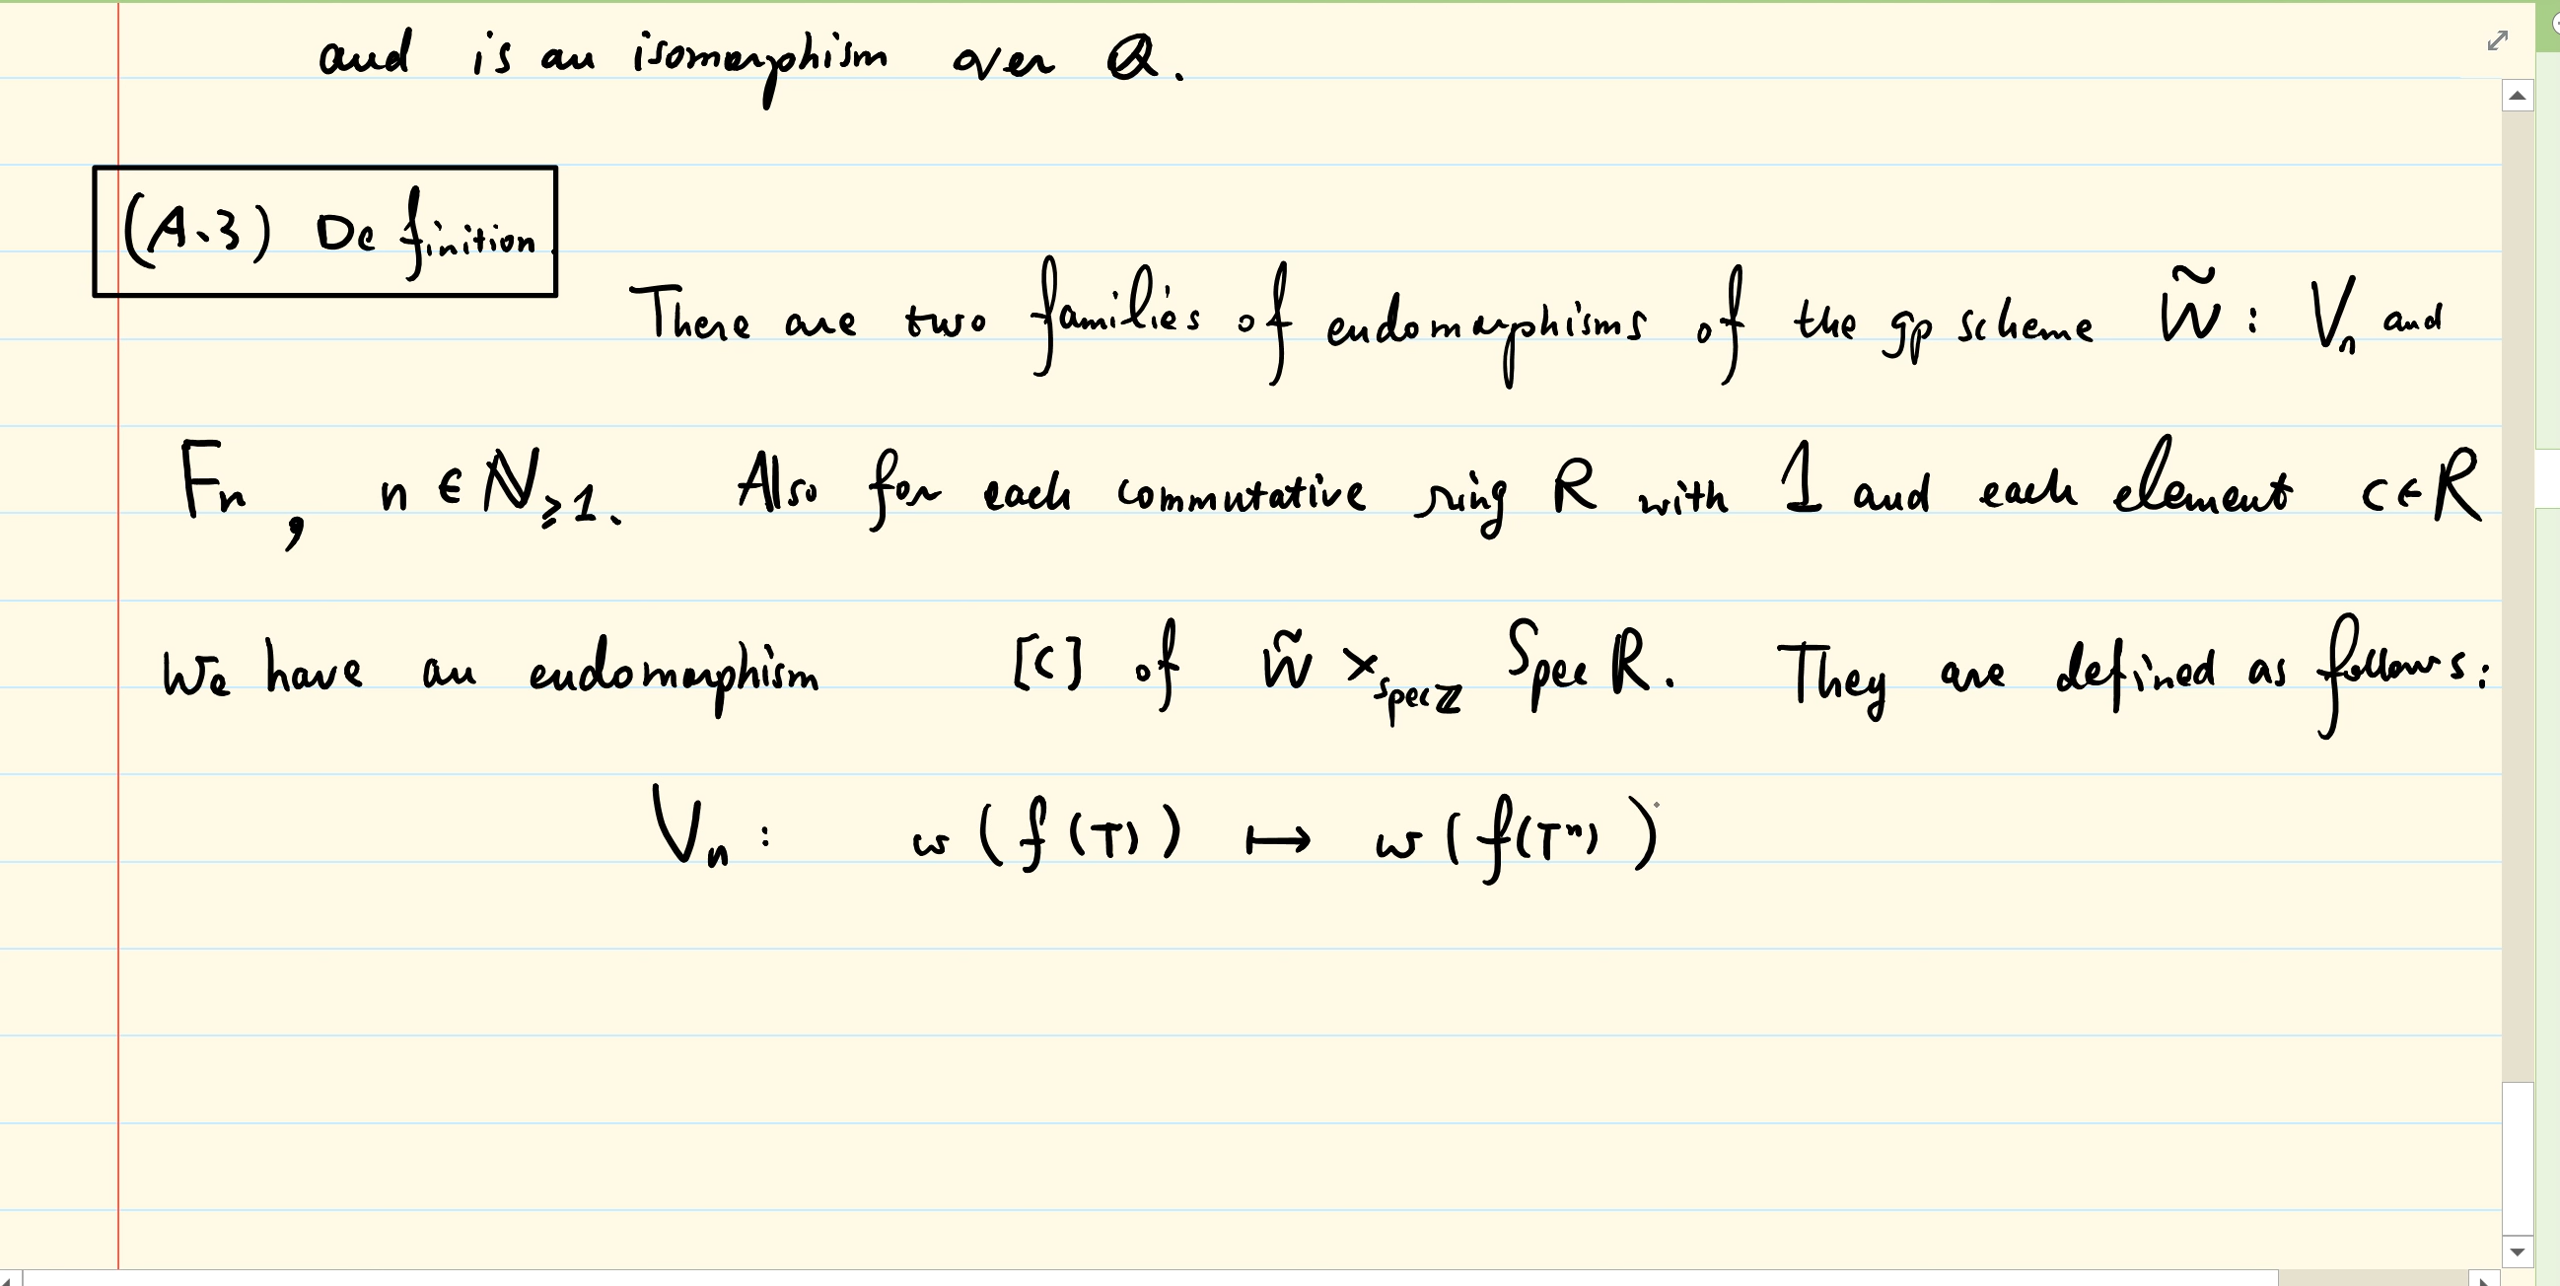 and is an isomorphism over ℚ.
(A.3) Definition.
There are two families of endomorphisms of the gp scheme W̃ : Vₙ and
Fₙ, n ∈ ℕ≥1. Also for each commutative ring R with 1 and each element c ∈ R
We have an endomorphism [c] of W̃ ×_{Spec ℤ} Spec R. They are defined as follows:
Vₙ : ω(f(T)) ↦ ω(f(Tⁿ))